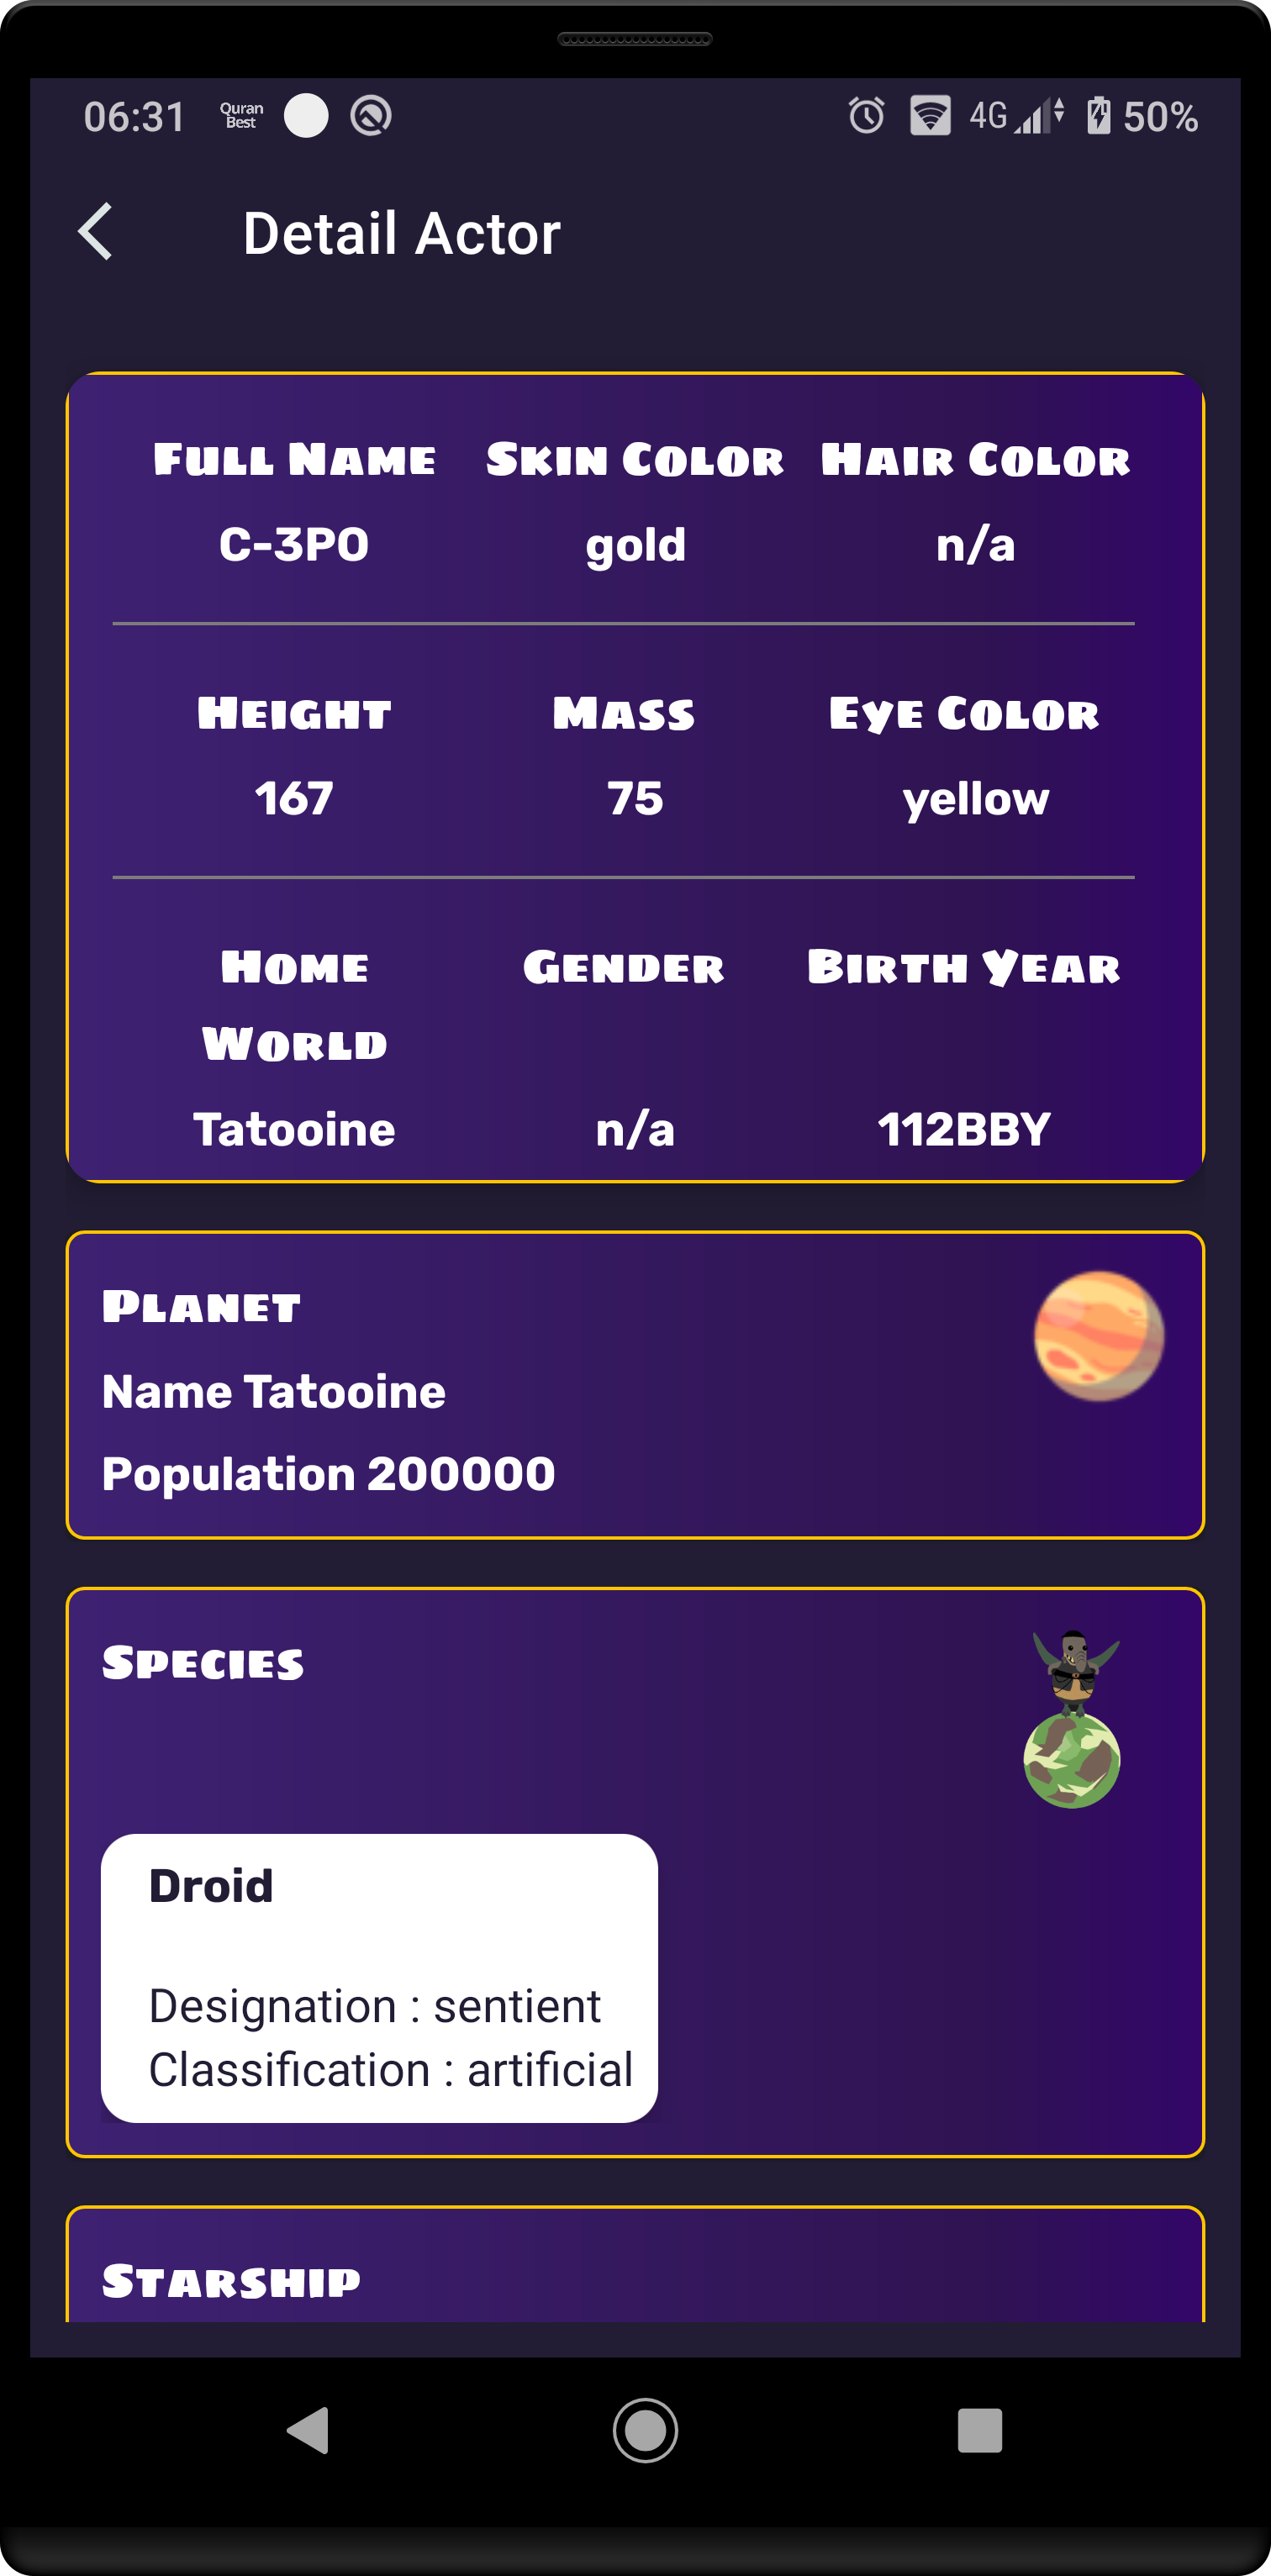 06:31 Quran Best 4G 50%
Detail Actor
Full Name Skin Color Hair Color
C-3PO gold n/a
Height Mass Eye Color
167 75 yellow
Home World Gender Birth Year
Tatooine n/a 112BBY
Planet
Name Tatooine
Population 200000
Species
Droid
Designation : sentient
Classification : artificial
Starship